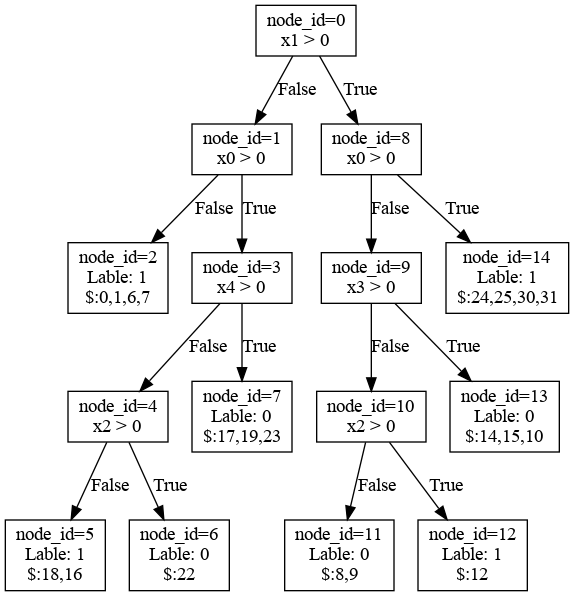 node_id=0
x1 > 0
False
True
node_id=1
x0 > 0
node_id=8
x0 > 0
False
True
False
True
node_id=2
Lable: 1
$:0,1,6,7
node_id=3
x4 > 0
node_id=9
x3 > 0
node_id=14
Lable: 1
$:24,25,30,31
False
True
False
True
node_id=4
x2 > 0
node_id=7
Lable: 0
$:17,19,23
node_id=10
x2 > 0
node_id=13
Lable: 0
$:14,15,10
False
True
False
True
node_id=5
Lable: 1
$:18,16
node_id=6
Lable: 0
$:22
node_id=11
Lable: 0
$:8,9
node_id=12
Lable: 1
$:12